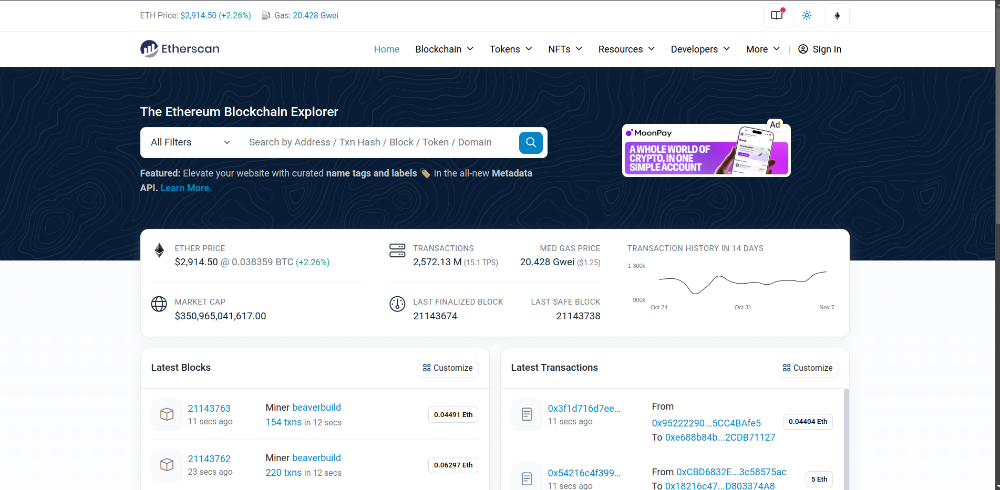 ETH Price: $2,914.50 (+2.26%) Gas: 20.428 Gwei
Etherscan
Home Blockchain Tokens NFTs Resources Developers More | Sign In
The Ethereum Blockchain Explorer
All Filters Search by Address / Txn Hash / Block / Token / Domain
Featured: Elevate your website with curated name tags and labels in the all-new Metadata
API. Learn More.
Ad
MoonPay
A WHOLE WORLD OF
CRYPTO, IN ONE
SIMPLE ACCOUNT
ETHER PRICE
$2,914.50 @ 0.038359 BTC (+2.26%)
MARKET CAP
$350,965,041,617.00
TRANSACTIONS
2,572.13 M (15.1 TPS)
MED GAS PRICE
20.428 Gwei ($1.25)
LAST FINALIZED BLOCK
21143674
LAST SAFE BLOCK
21143738
TRANSACTION HISTORY IN 14 DAYS
1 300k
900k
Oct 24 Oct 31 Nov 7
Latest Blocks
Customize
21143763
11 secs ago
Miner beaverbuild
154 txns in 12 secs
0.04491 Eth
21143762
23 secs ago
Miner beaverbuild
220 txns in 12 secs
0.06297 Eth
Latest Transactions
Customize
0x3f1d716d7ee...
11 secs ago
From
0x95222290...5CC4BAfe5
To 0xe688b84b...2CDB71127
0.04404 Eth
0x54216c4f399...
11 secs ago
From 0xCBD6832E...3c58575ac
To 0x18216c47...D803374A8
5 Eth